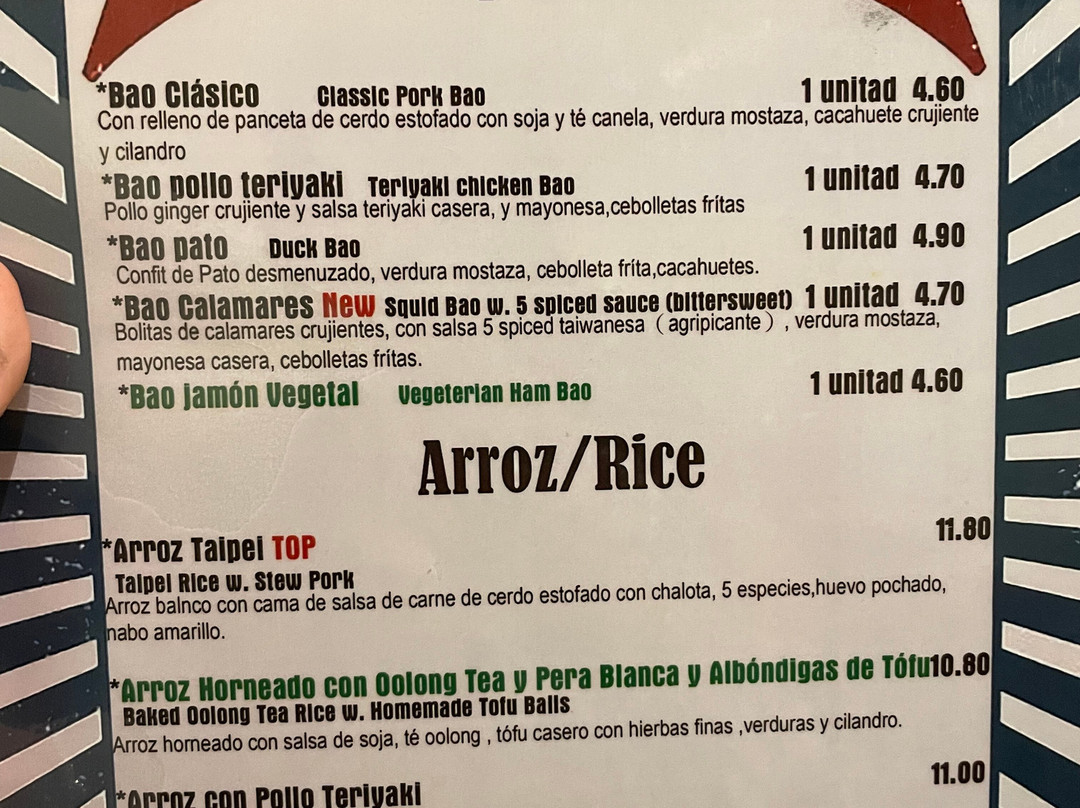 *Bao Clásico Classic Pork Bao 1 unitad 4.60
Con relleno de panceta de cerdo estofado con soja y té canela, verdura mostaza, cacahuete crujiente
y cilandro
*Bao pollo teriyaki Teriyaki chicken Bao 1 unitad 4.70
Pollo ginger crujiente y salsa teriyaki casera, y mayonesa,cebolletas frítas
*Bao pato Duck Bao 1 unitad 4.90
Confit de Pato desmenuzado, verdura mostaza, cebolleta fríta,cacahuetes.
*Bao Calamares New Squid Bao w. 5 spiced sauce (bittersweet) 1 unitad 4.70
Bolitas de calamares crujientes, con salsa 5 spiced taiwanesa（agripicante）, verdura mostaza,
mayonesa casera, cebolletas frítas.
*Bao jamón Vegetal Vegeterian Ham Bao 1 unitad 4.60
Arroz/Rice
*Arroz Taipei TOP 11.80
Taipei Rice w. Stew Pork
Arroz balnco con cama de salsa de carne de cerdo estofado con chalota, 5 especies,huevo pochado,
nabo amarillo.
*Arroz Horneado con Oolong Tea y Pera Blanca y Albóndigas de Tófu 10.80
Baked Oolong Tea Rice w. Homemade Tofu Balls
Arroz horneado con salsa de soja, té oolong , tófu casero con hierbas finas ,verduras y cilandro.
*Arroz con Pollo Teriyaki 11.00